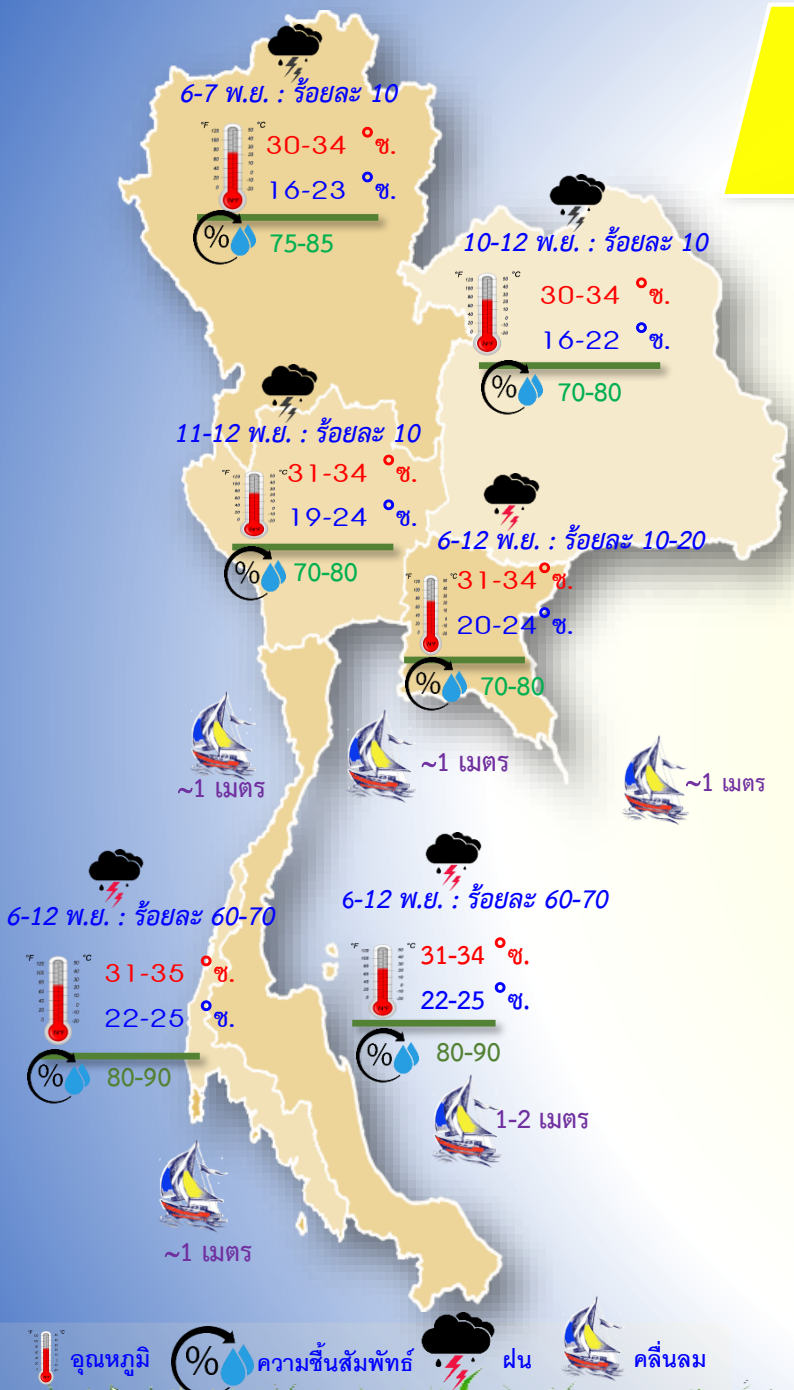 6-7 พ.ย. : ร้อยละ 10
°F °C
30-34 °ซ.
16-23 °ซ.
% 75-85
10-12 พ.ย. : ร้อยละ 10
°F °C
30-34 °ซ.
16-22 °ซ.
% 70-80
11-12 พ.ย. : ร้อยละ 10
°F °C
31-34 °ซ.
19-24 °ซ.
% 70-80
6-12 พ.ย. : ร้อยละ 10-20
°F °C
31-34 °ซ.
20-24 °ซ.
% 70-80
~1 เมตร
~1 เมตร
~1 เมตร
6-12 พ.ย. : ร้อยละ 60-70
°F °C
31-35 °ซ.
22-25 °ซ.
% 80-90
6-12 พ.ย. : ร้อยละ 60-70
°F °C
31-34 °ซ.
22-25 °ซ.
% 80-90
1-2 เมตร
~1 เมตร
อุณหภูมิ % ความชื้นสัมพัทธ์ ฝน คลื่นลม